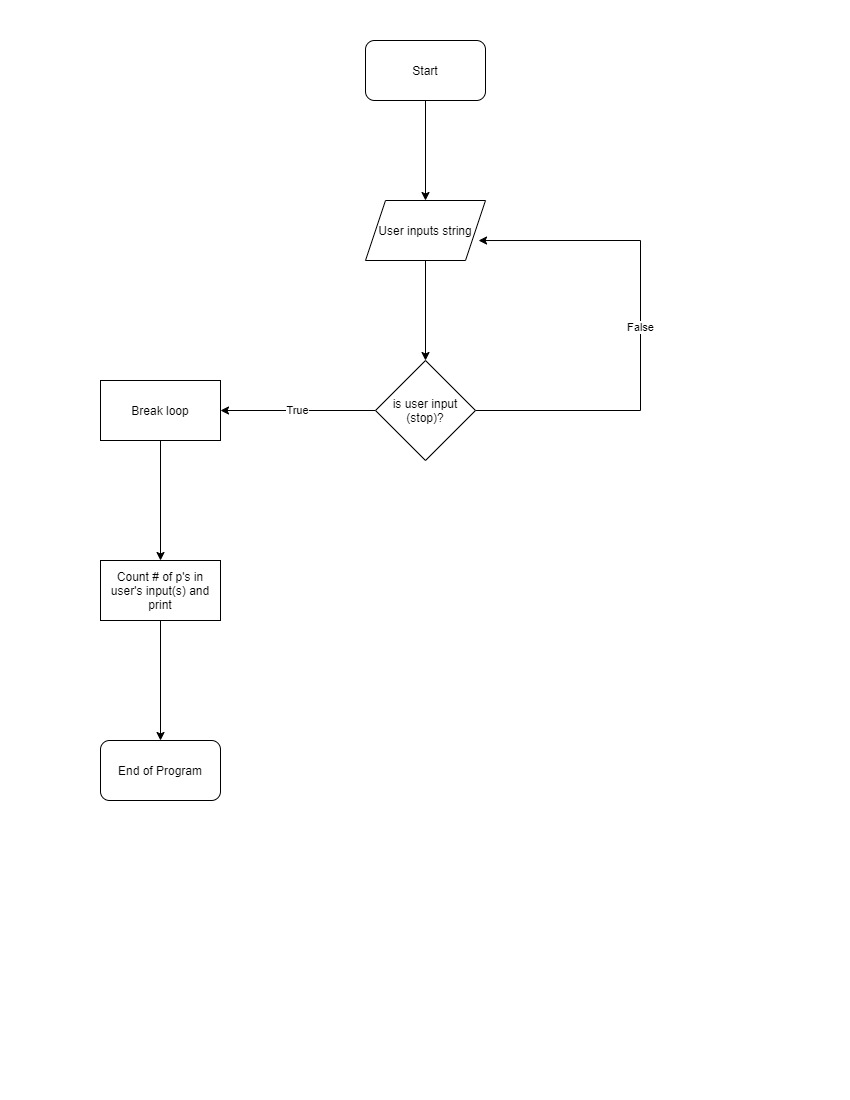 Start
User inputs string
False
is user input
(stop)?
True
Break loop
Count # of p's in
user's input(s) and
print
End of Program